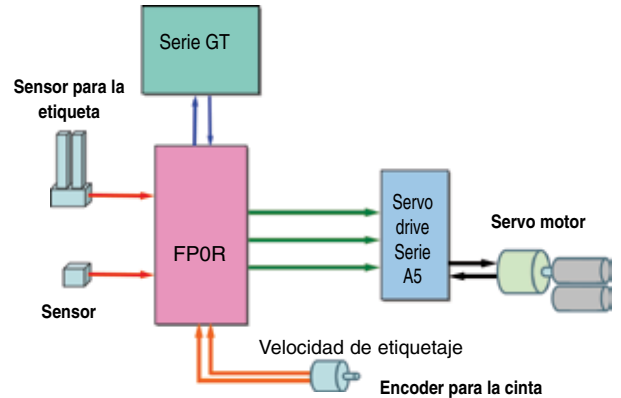 Serie GT
Sensor para la
etiqueta
FP0R
Servo
drive
Serie
A5
Servo motor
Sensor
Velocidad de etiquetaje
Encoder para la cinta